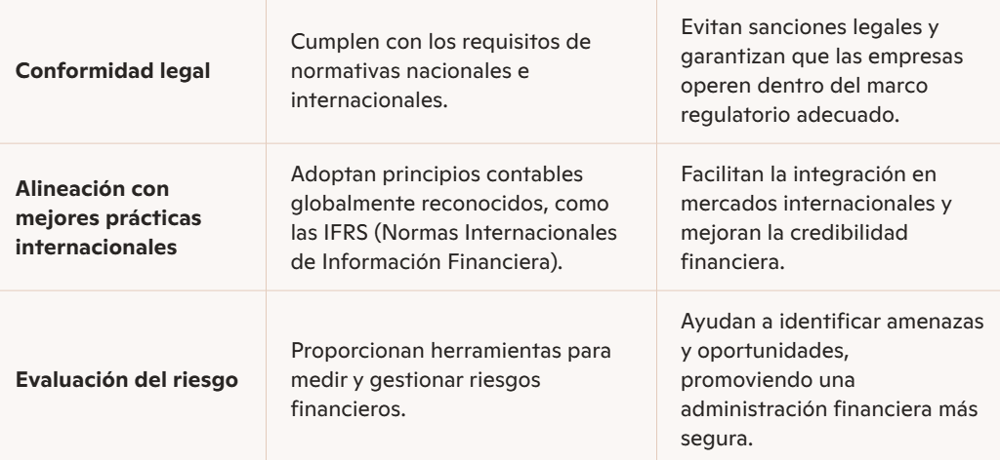 Conformidad legal
Cumplen con los requisitos de
normativas nacionales e
internacionales.
Evitan sanciones legales y
garantizan que las empresas
operen dentro del marco
regulatorio adecuado.
Alineación con
mejores prácticas
internacionales
Adoptan principios contables
globalmente reconocidos, como
las IFRS (Normas Internacionales
de Información Financiera).
Facilitan la integración en
mercados internacionales y
mejoran la credibilidad
financiera.
Evaluación del riesgo
Proporcionan herramientas para
medir y gestionar riesgos
financieros.
Ayudan a identificar amenazas
y oportunidades,
promoviendo una
administración financiera más
segura.